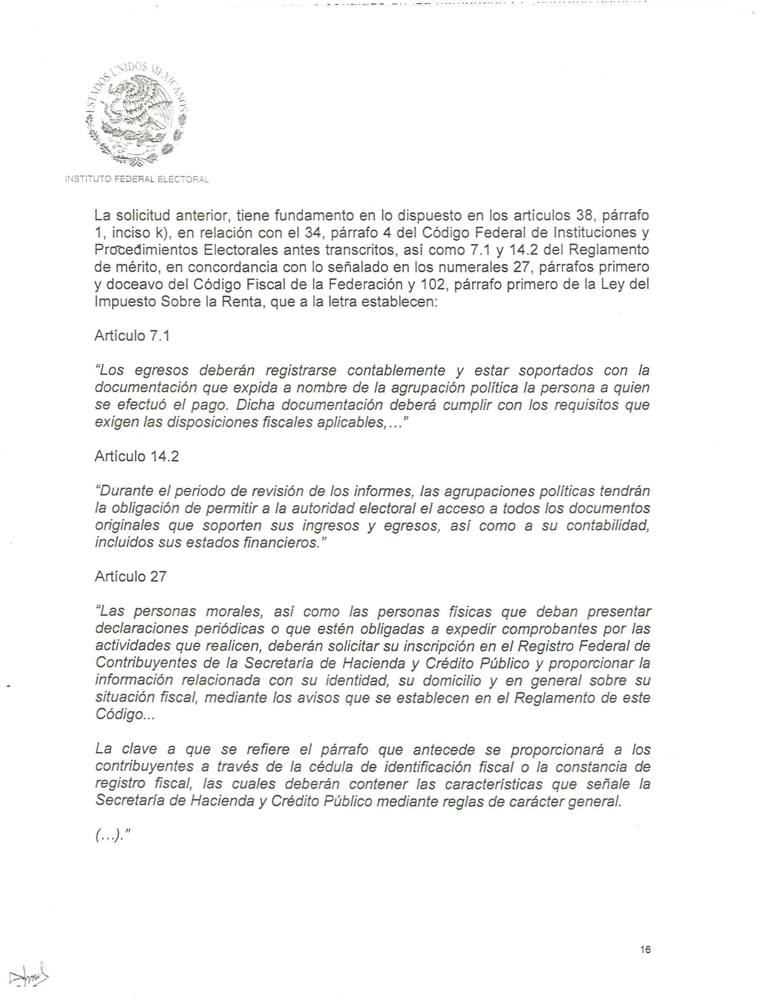 ESTADOS UNIDOS MEXICANOS
INSTITUTO FEDERAL ELECTORAL
La solicitud anterior, tiene fundamento en lo dispuesto en los artículos 38, párrafo
1, inciso k), en relación con el 34, párrafo 4 del Código Federal de Instituciones y
Procedimientos Electorales antes transcritos, así como 7.1 y 14.2 del Reglamento
de mérito, en concordancia con lo señalado en los numerales 27, párrafos primero
y doceavo del Código Fiscal de la Federación y 102, párrafo primero de la Ley del
Impuesto Sobre la Renta, que a la letra establecen:
Artículo 7.1
“Los egresos deberán registrarse contablemente y estar soportados con la
documentación que expida a nombre de la agrupación política la persona a quien
se efectuó el pago. Dicha documentación deberá cumplir con los requisitos que
exigen las disposiciones fiscales aplicables,...”
Artículo 14.2
“Durante el periodo de revisión de los informes, las agrupaciones políticas tendrán
la obligación de permitir a la autoridad electoral el acceso a todos los documentos
originales que soporten sus ingresos y egresos, así como a su contabilidad,
incluidos sus estados financieros.”
Artículo 27
“Las personas morales, así como las personas físicas que deban presentar
declaraciones periódicas o que estén obligadas a expedir comprobantes por las
actividades que realicen, deberán solicitar su inscripción en el Registro Federal de
Contribuyentes de la Secretaría de Hacienda y Crédito Público y proporcionar la
información relacionada con su identidad, su domicilio y en general sobre su
situación fiscal, mediante los avisos que se establecen en el Reglamento de este
Código...
La clave a que se refiere el párrafo que antecede se proporcionará a los
contribuyentes a través de la cédula de identificación fiscal o la constancia de
registro fiscal, las cuales deberán contener las características que señale la
Secretaría de Hacienda y Crédito Público mediante reglas de carácter general.
(...).”
16